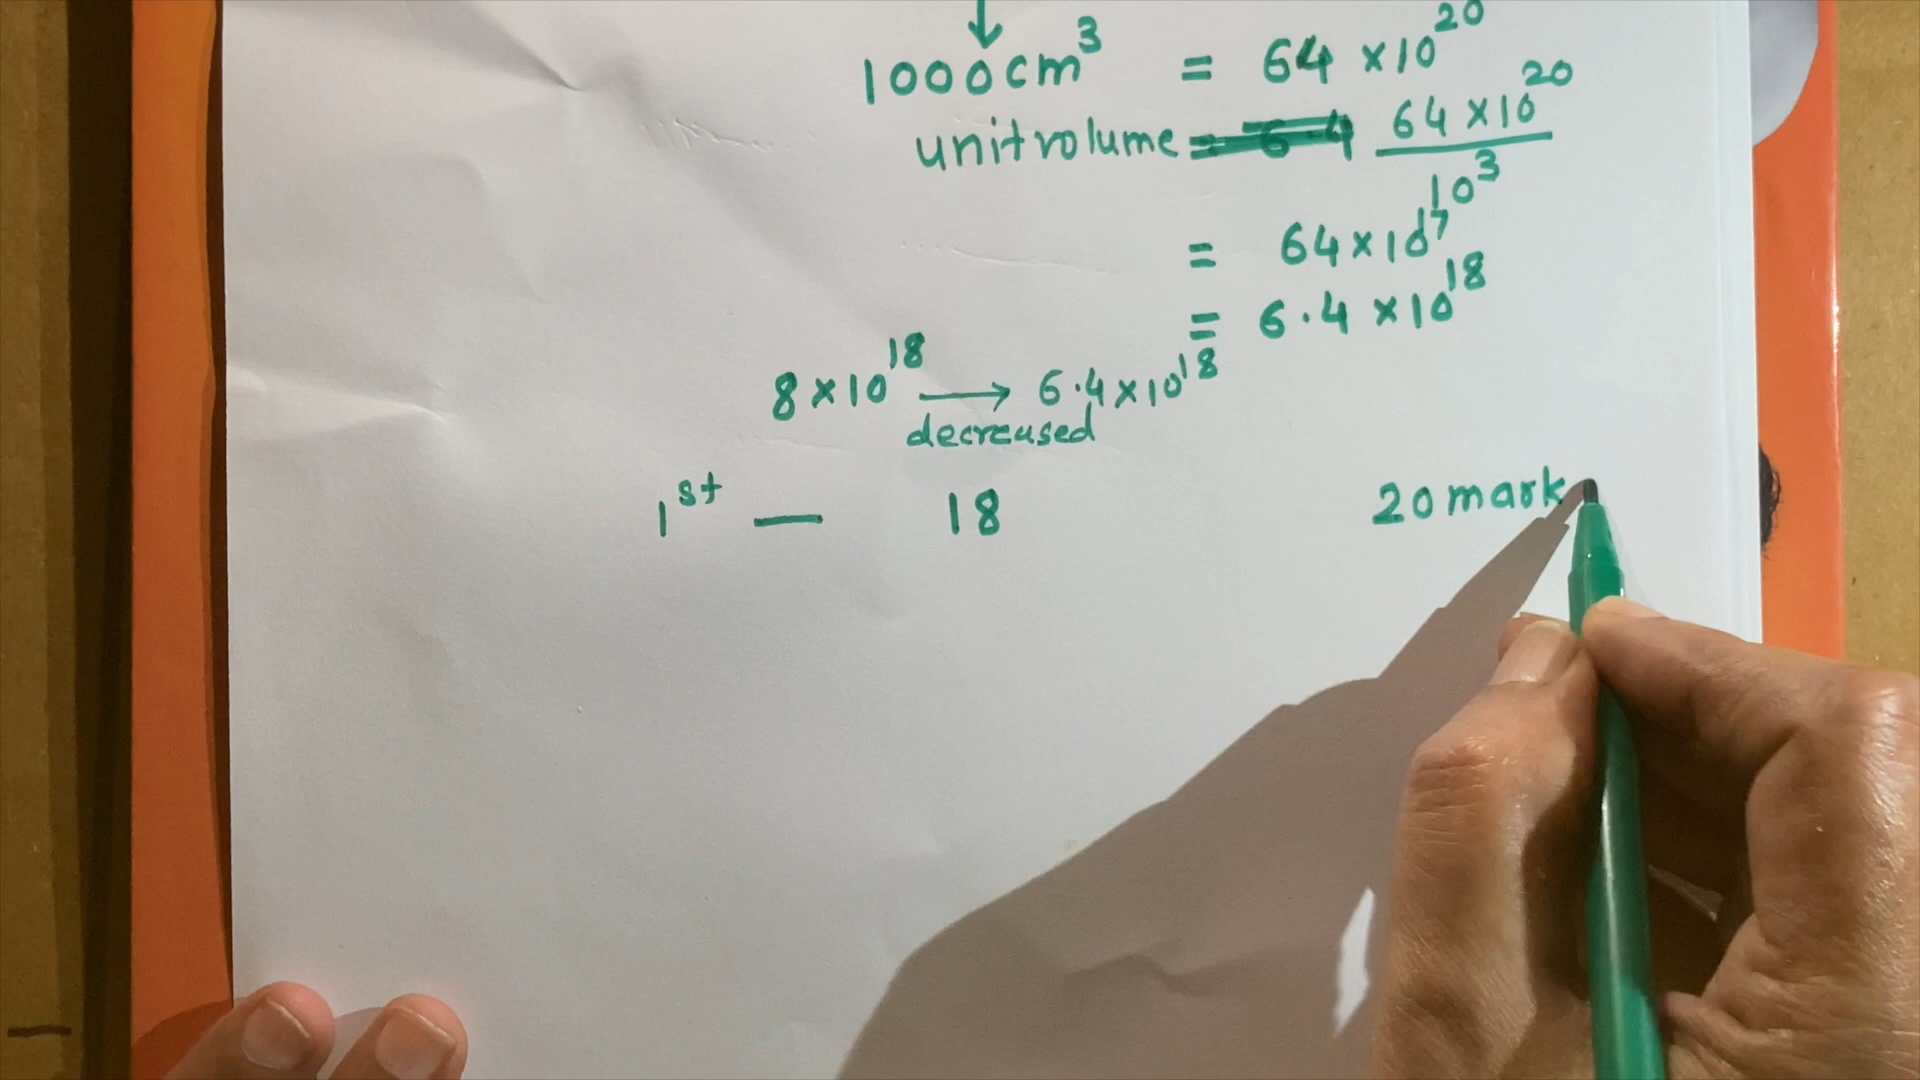 1000cm³ = 64 ×10²⁰
unit volume = 6.4 64 ×10²⁰ / 10³
= 64×10¹⁷
= 6.4 ×10¹⁸
8×10¹⁸ → 6.4×10¹⁸
decreased
1ˢᵗ — 18 20 mark